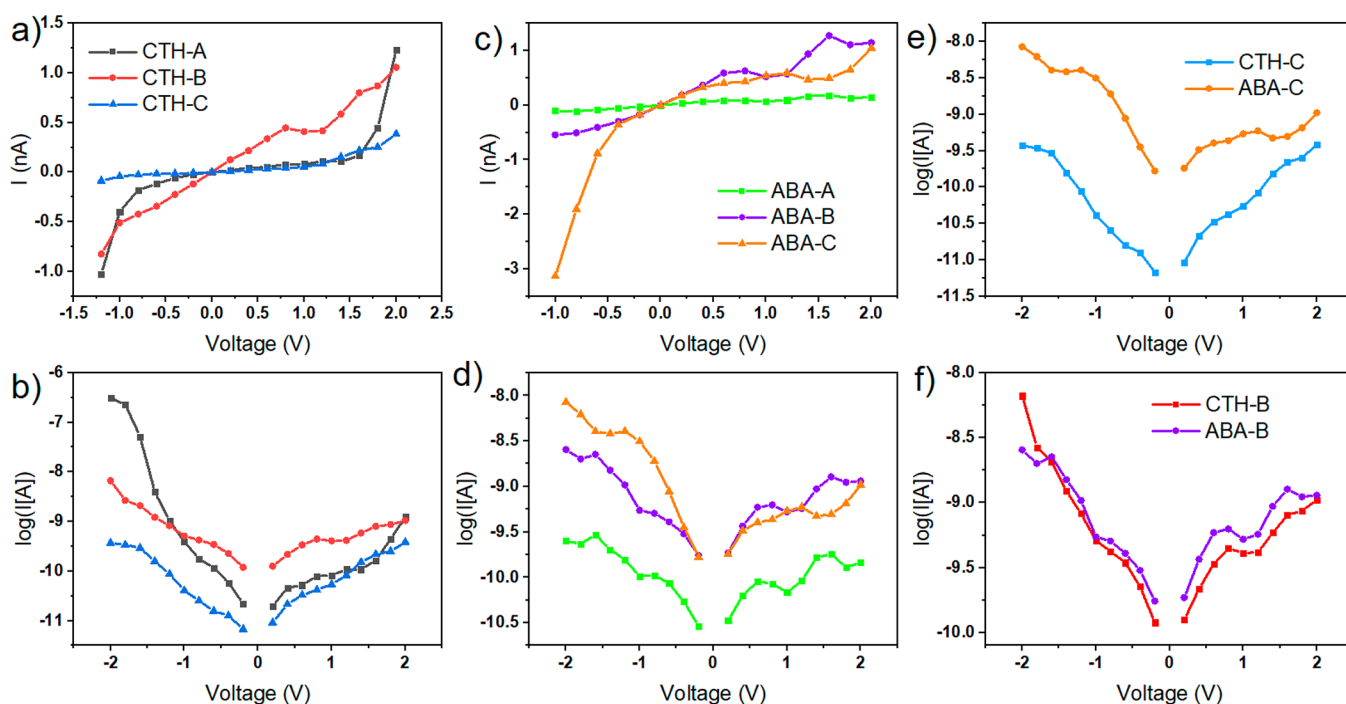 a)
CTH-A
CTH-B
CTH-C
1.5
1.0
0.5
0.0
-0.5
-1.0
I (nA)
-1.5 -1.0 -0.5 0.0 0.5 1.0 1.5 2.0 2.5
Voltage (V)
c)
1
0
-1
-2
-3
I (nA)
ABA-A
ABA-B
ABA-C
-1.0 -0.5 0.0 0.5 1.0 1.5 2.0
Voltage (V)
e)
CTH-C
ABA-C
-8.0
-8.5
-9.0
-9.5
-10.0
-10.5
-11.0
-11.5
log(I[A])
-2 -1 0 1 2
Voltage (V)
b)
-6
-7
-8
-9
-10
-11
log(I[A])
-2 -1 0 1 2
Voltage (V)
d)
-8.0
-8.5
-9.0
-9.5
-10.0
-10.5
log(I[A])
-2 -1 0 1 2
Voltage (V)
f)
CTH-B
ABA-B
-8.0
-8.5
-9.0
-9.5
-10.0
log(I[A])
-2 -1 0 1 2
Voltage (V)